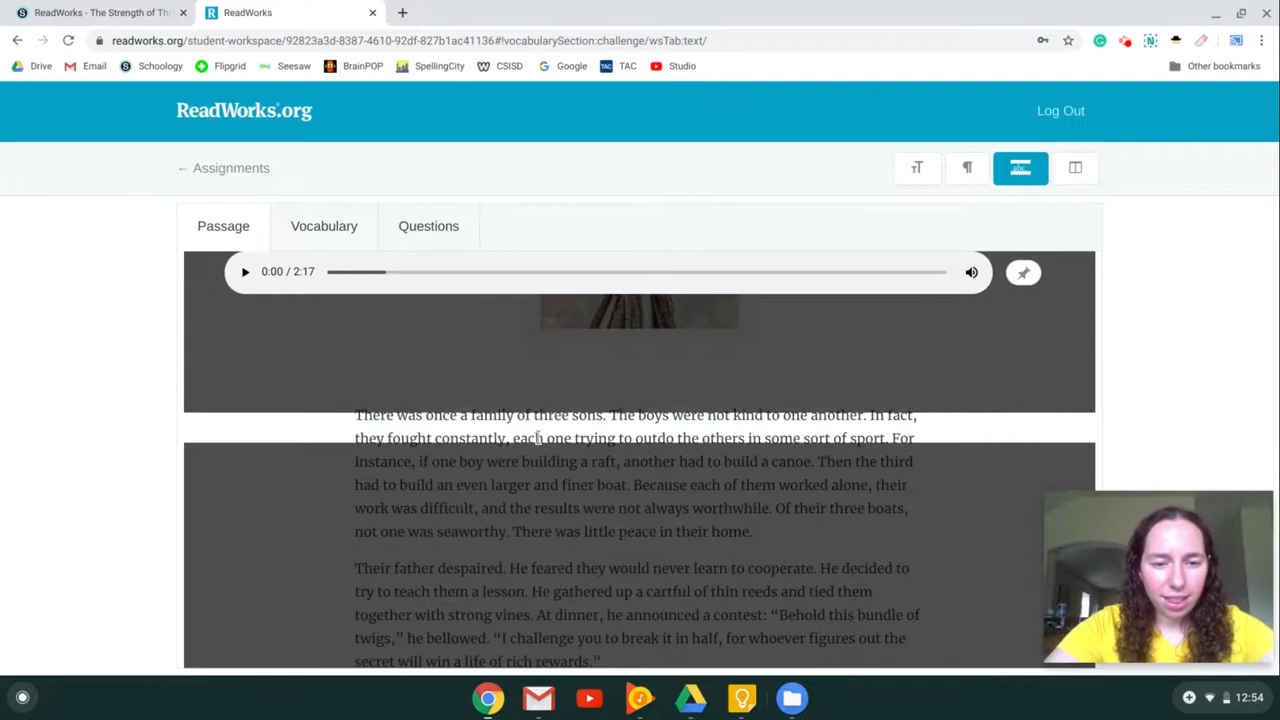 ReadWorks - The Strength of Th
ReadWorks
readworks.org/student-workspace/92823a3d-8387-4610-92df-827b1ac41136#!vocabularySection:challenge/wsTab:text/
Drive Email Schoology Flipgrid Seesaw BrainPOP SpellingCity CSISD Google TAC Studio Other bookmarks
ReadWorks.org
Log Out
← Assignments
Passage Vocabulary Questions
0:00 / 2:17
There was once a family of three sons. The boys were not kind to one another. In fact,
they fought constantly, each one trying to outdo the others in some sort of sport. For
instance, if one boy were building a raft, another had to build a canoe. Then the third
had to build an even larger and finer boat. Because each of them worked alone, their
work was difficult, and the results were not always worthwhile. Of their three boats,
not one was seaworthy. There was little peace in their home.
Their father despaired. He feared they would never learn to cooperate. He decided to
try to teach them a lesson. He gathered up a cartful of thin reeds and tied them
together with strong vines. At dinner, he announced a contest: “Behold this bundle of
twigs,” he bellowed. “I challenge you to break it in half, for whoever figures out the
secret will win a life of rich rewards.”
12:54